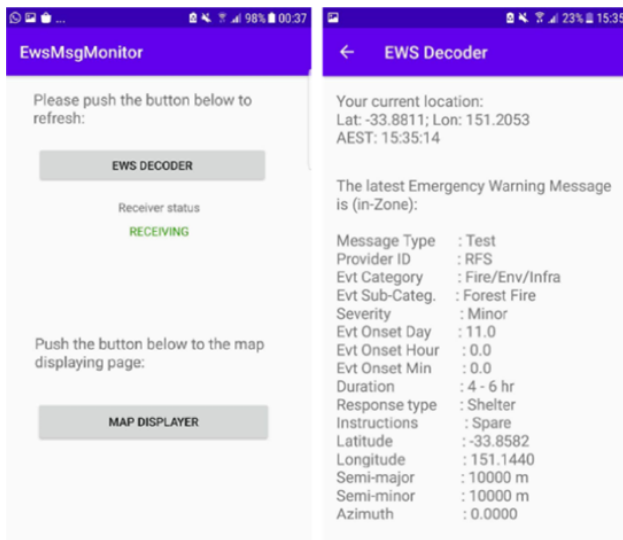 ... 98% 00:37
EwsMsgMonitor
Please push the button below to
refresh:
EWS DECODER
Receiver status
RECEIVING
Push the button below to the map
displaying page:
MAP DISPLAYER
23% 15:35
← EWS Decoder
Your current location:
Lat: -33.8811; Lon: 151.2053
AEST: 15:35:14
The latest Emergency Warning Message
is (in-Zone):
Message Type : Test
Provider ID : RFS
Evt Category : Fire/Env/Infra
Evt Sub-Categ. : Forest Fire
Severity : Minor
Evt Onset Day : 11.0
Evt Onset Hour : 0.0
Evt Onset Min : 0.0
Duration : 4 - 6 hr
Response type : Shelter
Instructions : Spare
Latitude : -33.8582
Longitude : 151.1440
Semi-major : 10000 m
Semi-minor : 10000 m
Azimuth : 0.0000